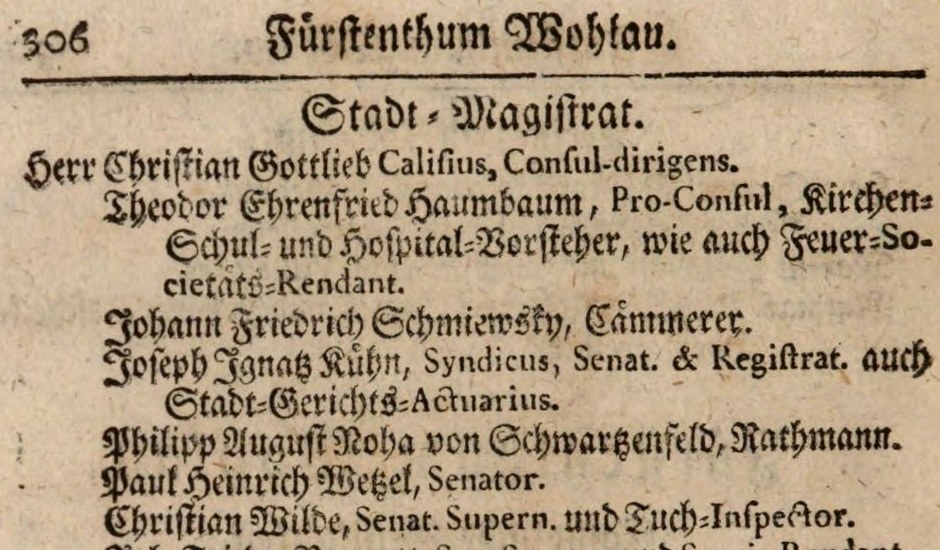 306 Fürstenthum Wohlau.
Stadt-Magistrat.
Herr Christian Gottlieb Calisius, Consul-dirigens.
Theodor Ehrenfried Haumbaum, Pro-Consul, Kirchen-
Schul- und Hospital-Vorsteher, wie auch Feuer-So-
cietäts-Rendant.
Johann Friedrich Schmiewsky, Cämmerer.
Joseph Ignatz Kühn, Syndicus, Senat. & Registrat. auch
Stadt-Gerichts-Actuarius.
Philipp August Noha von Schwartzenfeld, Rathmann.
Paul Heinrich Wetzel, Senator.
Christian Wilde, Senat. Supern. und Tuch-Inspector.